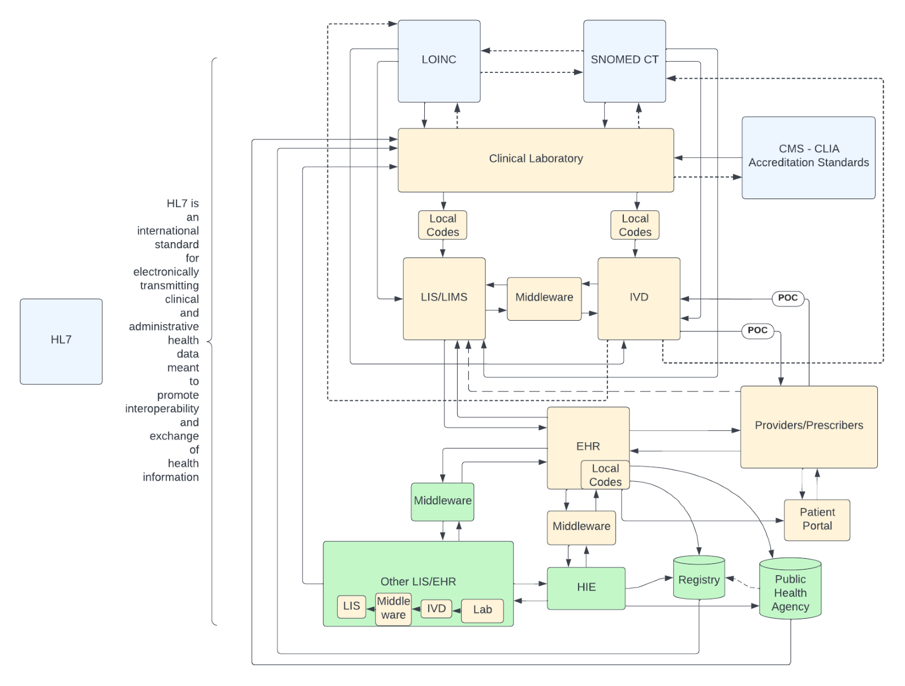 LOINC
SNOMED CT
CMS - CLIA
Accreditation Standards
Clinical Laboratory
HL7 is
an
international
standard
for
electronically
transmitting
clinical
and
administrative
health
data
meant
to
promote
interoperability
and
exchange
of
health
information
HL7
Local
Codes
Local
Codes
LIS/LIMS
Middleware
IVD
POC
POC
Providers/Prescribers
EHR
Local
Codes
Middleware
Middleware
Patient
Portal
Other LIS/EHR
LIS
Middle
ware
IVD
Lab
HIE
Registry
Public
Health
Agency